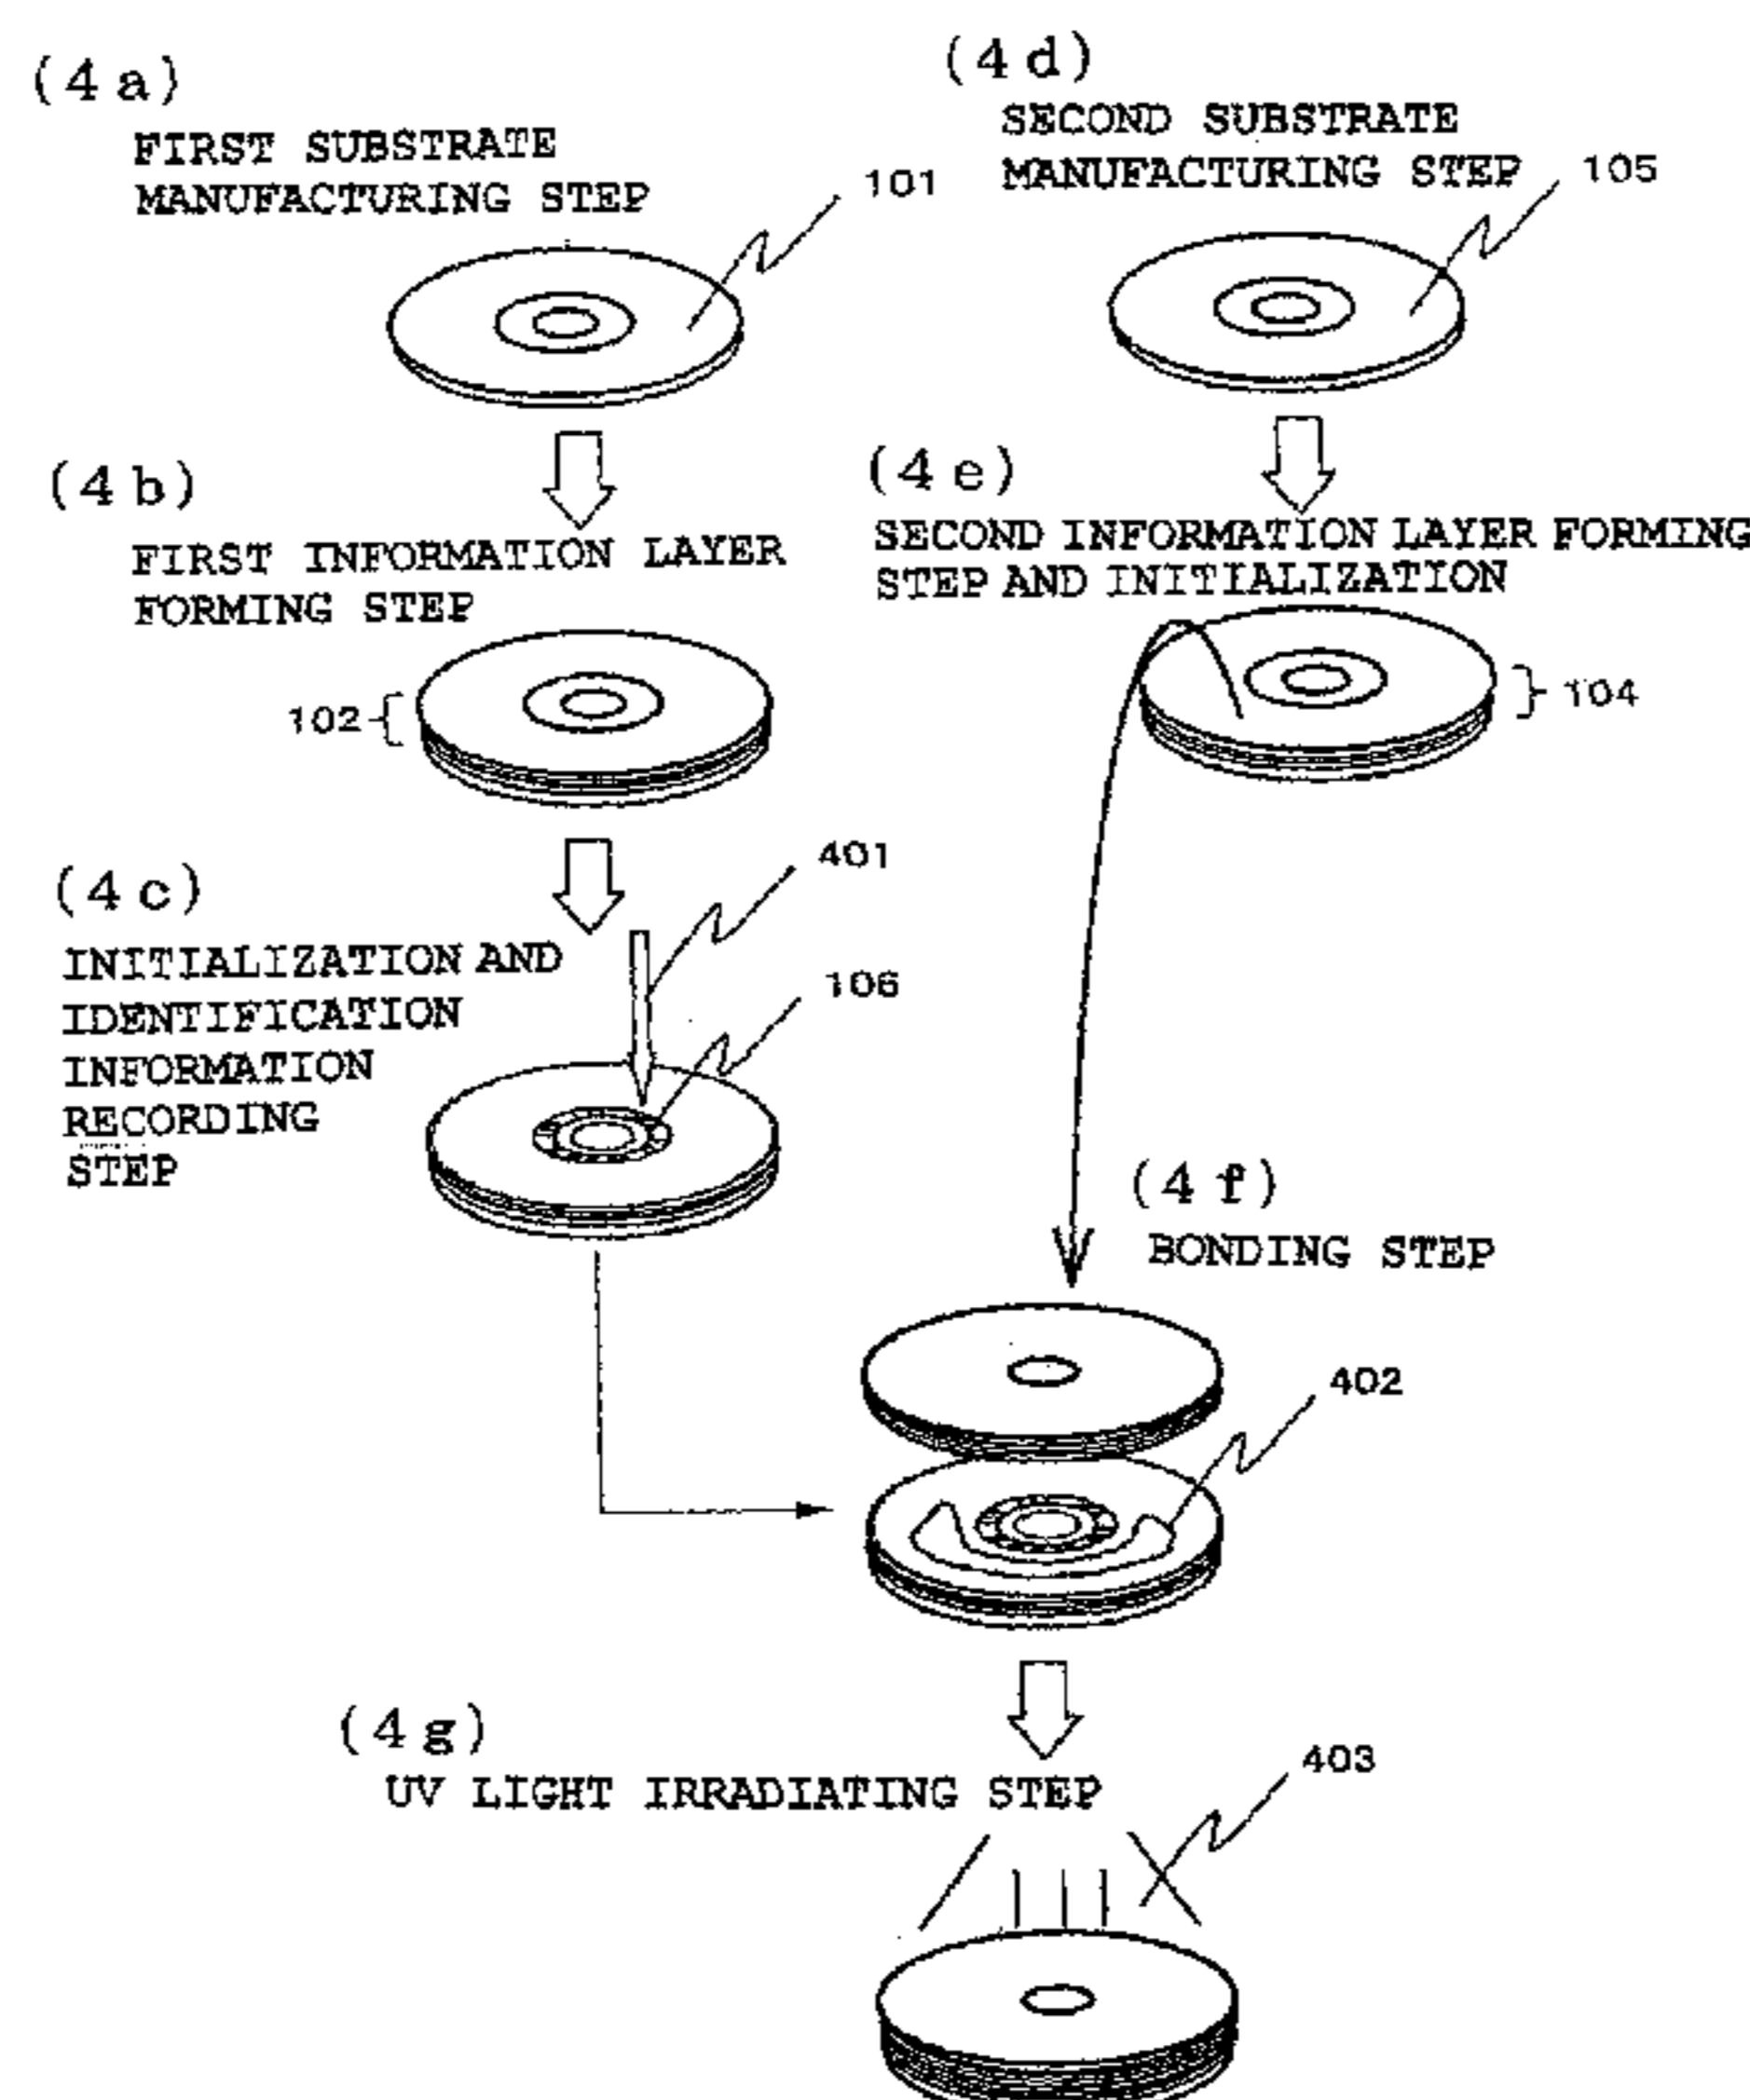 (4a)
FIRST SUBSTRATE
MANUFACTURING STEP
101
(4b)
FIRST INFORMATION LAYER
FORMING STEP
102
(4c)
INITIALIZATION AND
IDENTIFICATION
INFORMATION
RECORDING
STEP
401
106
(4d)
SECOND SUBSTRATE
MANUFACTURING STEP
105
(4e)
SECOND INFORMATION LAYER FORMING
STEP AND INITIALIZATION
104
(4f)
BONDING STEP
402
(4g)
UV LIGHT IRRADIATING STEP
403